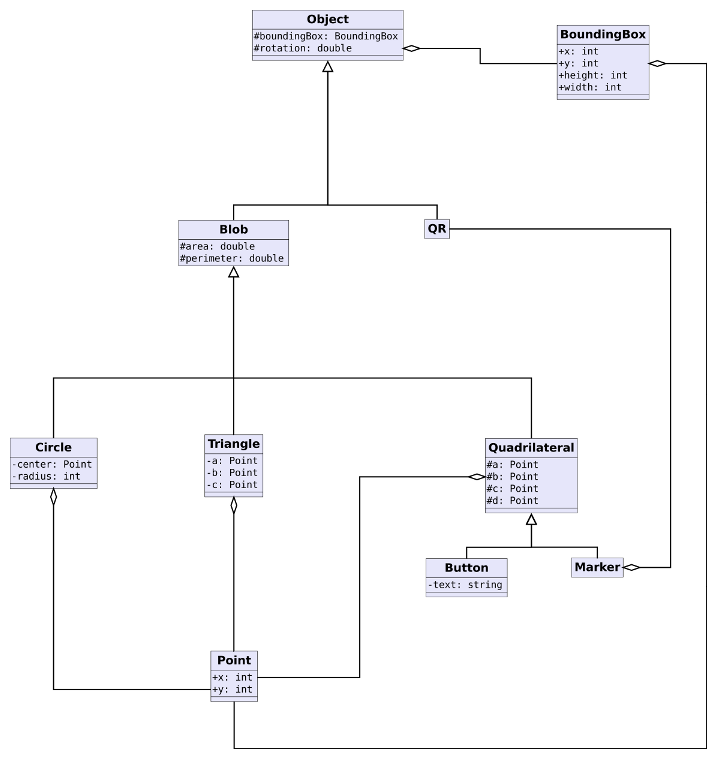 Object
#boundingBox: BoundingBox
#rotation: double
BoundingBox
+x: int
+y: int
+height: int
+width: int
Blob
#area: double
#perimeter: double
QR
Circle
-center: Point
-radius: int
Triangle
-a: Point
-b: Point
-c: Point
Quadrilateral
#a: Point
#b: Point
#c: Point
#d: Point
Button
-text: string
Marker
Point
+x: int
+y: int